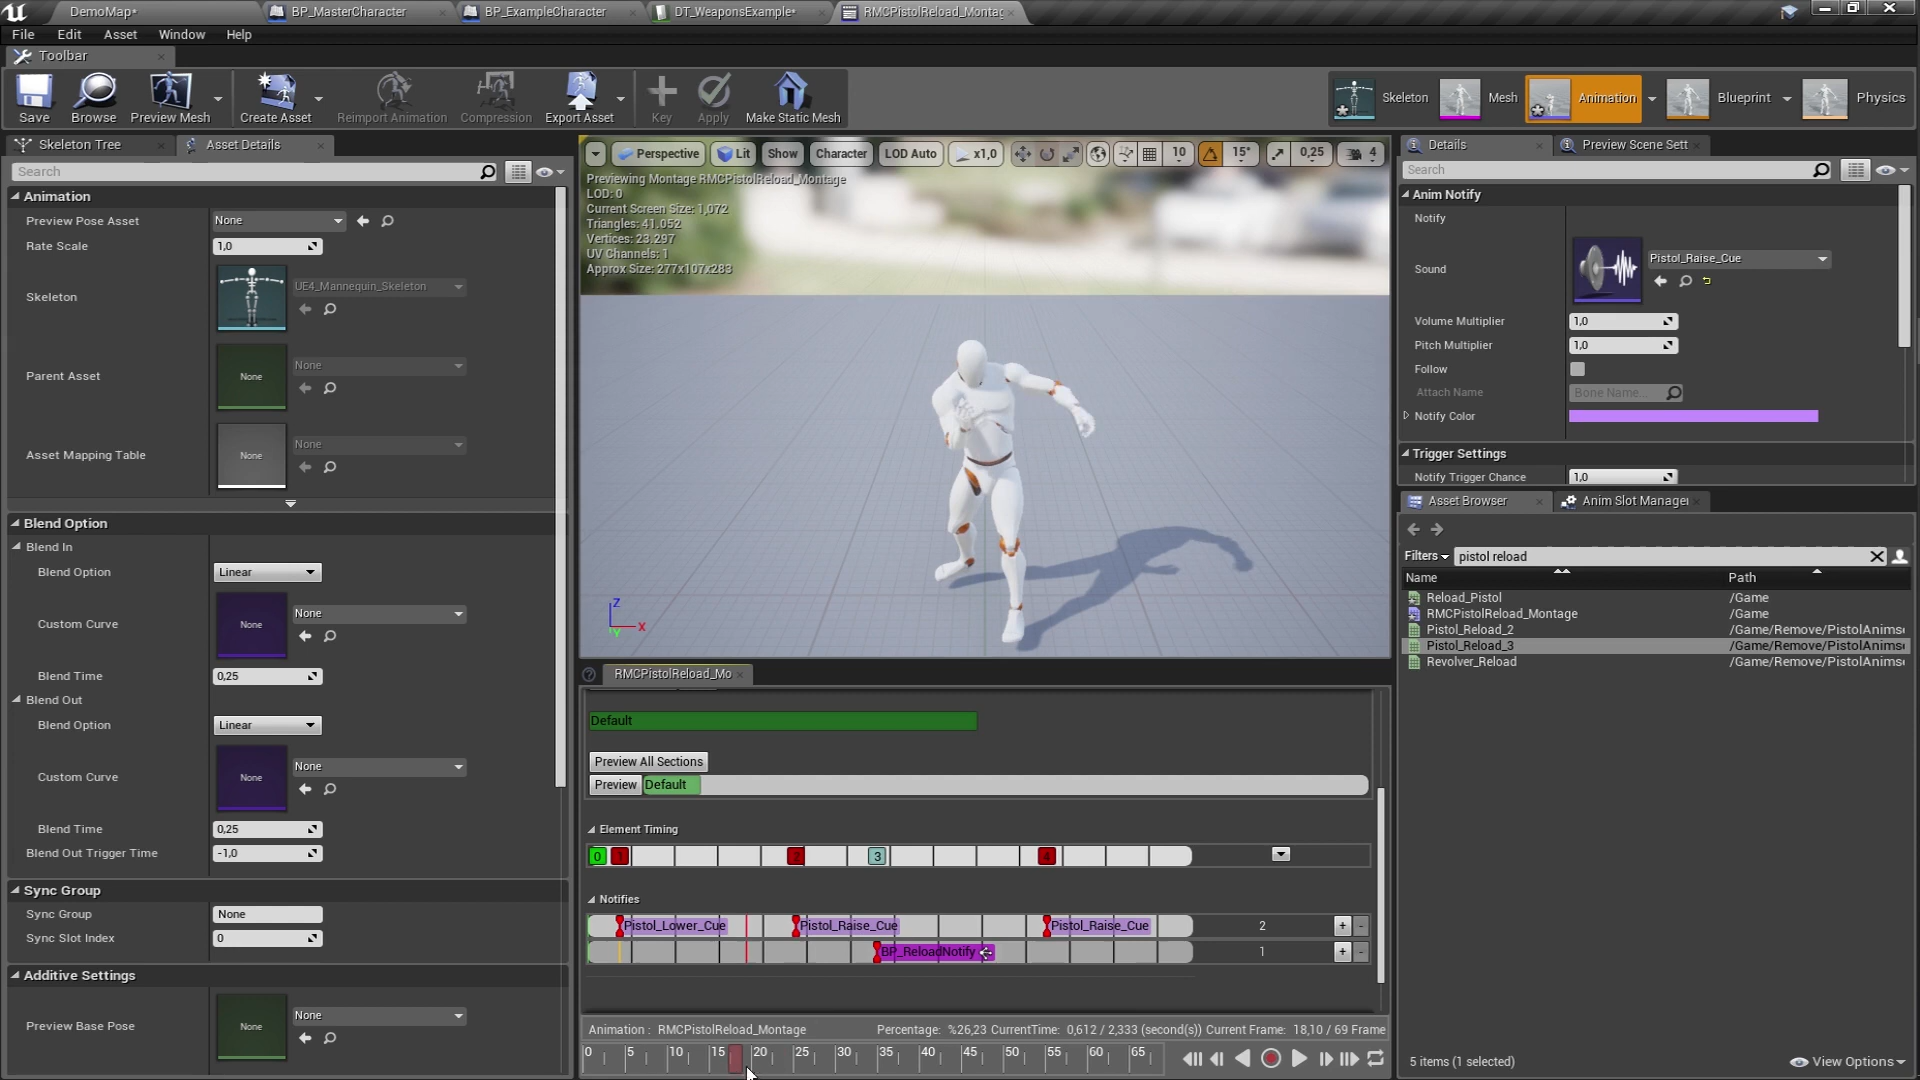 DemoMap*
BP_MasterCharacter
BP_ExampleCharacter
DT_WeaponsExample*
RMCPistolReload_Montag
File Edit Asset Window Help
Toolbar
Save Browse Preview Mesh Create Asset Reimport Animation Compression Export Asset Key Apply Make Static Mesh
Skeleton Mesh Animation Blueprint Physics
Skeleton Tree
Asset Details
Search
Animation
Preview Pose Asset None
Rate Scale 1,0
Skeleton UE4_Mannequin_Skeleton
Parent Asset None None
Asset Mapping Table None None
Blend Option
Blend In
Blend Option Linear
Custom Curve None None
Blend Time 0,25
Blend Out
Blend Option Linear
Custom Curve None None
Blend Time 0,25
Blend Out Trigger Time -1,0
Sync Group
Sync Group None
Sync Slot Index 0
Additive Settings
Preview Base Pose None None
Perspective Lit Show Character LOD Auto x1,0 10 15° 0,25 4
Previewing Montage RMCPistolReload_Montage
LOD: 0
Current Screen Size: 1,072
Triangles: 41.052
Vertices: 23.297
UV Channels: 1
Approx Size: 277x107x283
Z
X
Y
RMCPistolReload_Mo
Default
Preview All Sections
Preview Default
Element Timing
0 1 2 3 4
Notifies
Pistol_Lower_Cue Pistol_Raise_Cue Pistol_Raise_Cue 2 + -
BP_ReloadNotify 1 + -
Animation : RMCPistolReload_Montage Percentage: %26,23 CurrentTime: 0,612 / 2,333 (second(s)) Current Frame: 18,10 / 69 Frame
0 5 10 15 20 25 30 35 40 45 50 55 60 65
Details
Preview Scene Sett
Search
Anim Notify
Notify
Sound Pistol_Raise_Cue
Volume Multiplier 1,0
Pitch Multiplier 1,0
Follow
Attach Name Bone Name...
Notify Color
Trigger Settings
Notify Trigger Chance 1,0
Asset Browser
Anim Slot Manager
Filters pistol reload
Name Path
Reload_Pistol /Game
RMCPistolReload_Montage /Game
Pistol_Reload_2 /Game/Remove/PistolAnims
Pistol_Reload_3 /Game/Remove/PistolAnims
Revolver_Reload /Game/Remove/PistolAnims
5 items (1 selected)
View Options